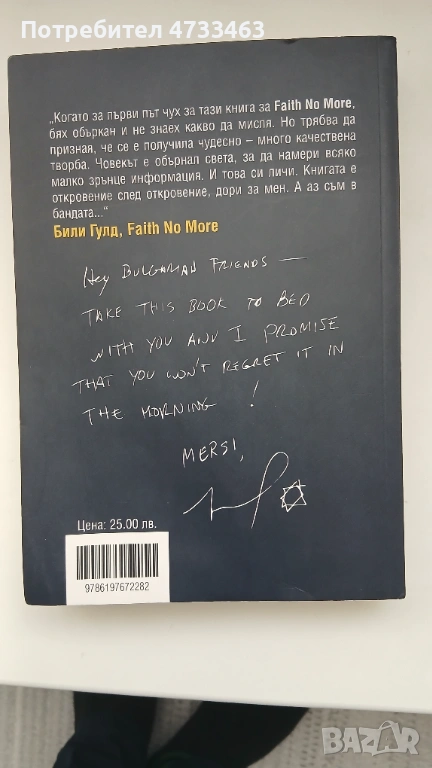 Потребител 4733463
„Когато за първи път чух за тази книга за Faith No More,
бях объркан и не знаех какво да мисля. Но трябва да
призная, че се е получила чудесно – много качествена
творба. Човекът е обърнал света, за да намери всяко
малко зрънце информация. И това си личи. Книгата е
откровение след откровение, дори за мен. А аз съм в
бандата...“
Били Гулд, Faith No More
Hey BULGARIAN FRIENDS —
TAKE THIS BOOK TO BED
WITH YOU AND I PROMISE
THAT YOU WON'T REGRET IT IN
THE MORNING !
MERSI,
Цена: 25.00 лв.
9786197672282
BAZAR